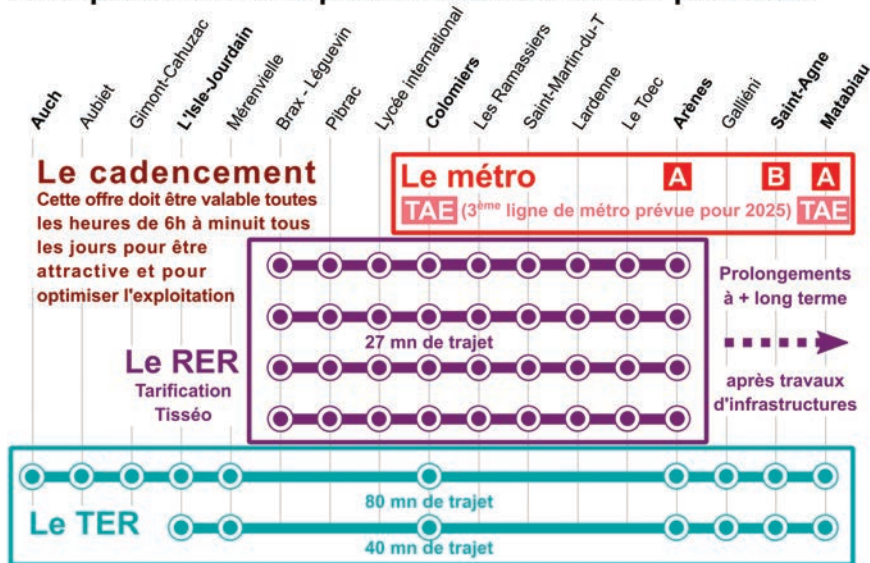 Auch
Aubiet
Gimont-Cahuzac
L'Isle-Jourdain
Mérenvielle
Brax - Léguevin
Pibrac
Lycée international
Colomiers
Les Ramassiers
Saint-Martin-du-T
Lardenne
Le Toec
Arènes
Galliéni
Saint-Agne
Matabiau
Le cadencement
Cette offre doit être valable toutes
les heures de 6h à minuit tous
les jours pour être
attractive et pour
optimiser l'exploitation
Le métro A B A
TAE (3ème ligne de métro prévue pour 2025) TAE
27 mn de trajet
Le RER
Tarification
Tisséo
Prolongements
à + long terme
après travaux
d'infrastructures
80 mn de trajet
Le TER
40 mn de trajet